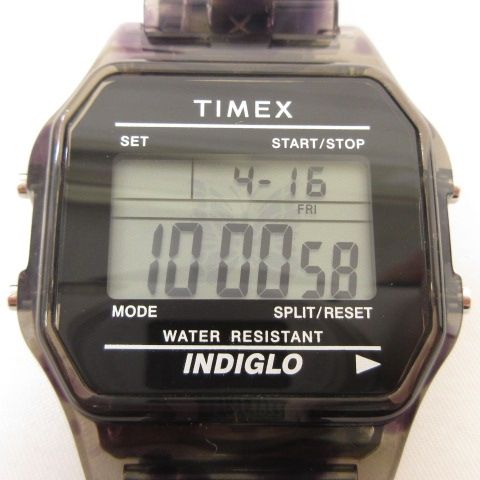 TIMEX
SET START/STOP
4-16
FRI
10 00 58
MODE SPLIT/RESET
WATER RESISTANT
INDIGLO